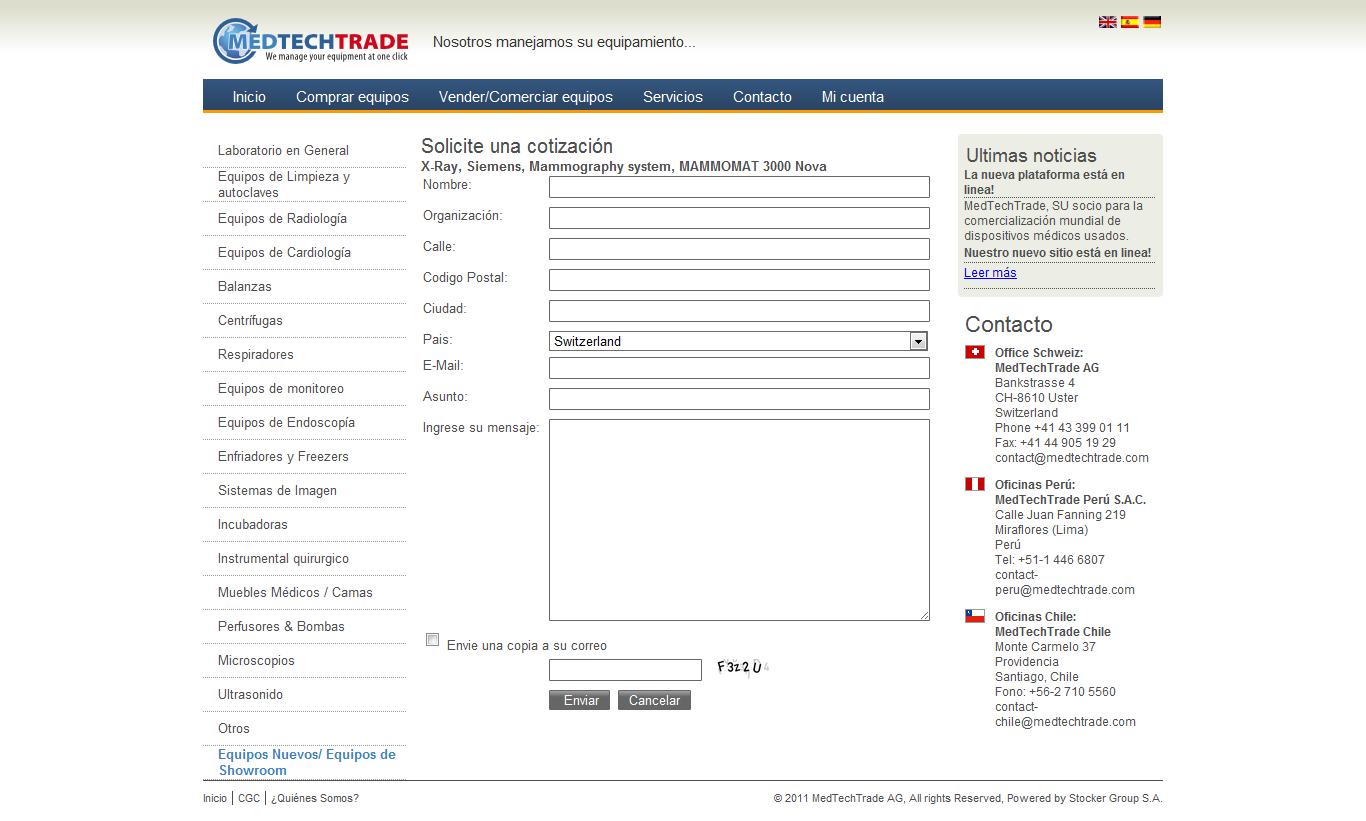 MEDTECHTRADE
We manage your equipment at one click
Nosotros manejamos su equipamiento...
Inicio
Comprar equipos
Vender/Comerciar equipos
Servicios
Contacto
Mi cuenta
Laboratorio en General
Equipos de Limpieza y
autoclaves
Equipos de Radiología
Equipos de Cardiología
Balanzas
Centrífugas
Respiradores
Equipos de monitoreo
Equipos de Endoscopía
Enfriadores y Freezers
Sistemas de Imagen
Incubadoras
Instrumental quirurgico
Muebles Médicos / Camas
Perfusores & Bombas
Microscopios
Ultrasonido
Otros
Equipos Nuevos/ Equipos de
Showroom
Solicite una cotización
X-Ray, Siemens, Mammography system, MAMMOMAT 3000 Nova
Nombre:
Organización:
Calle:
Codigo Postal:
Ciudad:
Pais:
Switzerland
E-Mail:
Asunto:
Ingrese su mensaje:
Envie una copia a su correo
Enviar
Cancelar
Ultimas noticias
La nueva plataforma está en
linea!
MedTechTrade, SU socio para la
comercialización mundial de
dispositivos médicos usados.
Nuestro nuevo sitio está en linea!
Leer más
Contacto
Office Schweiz:
MedTechTrade AG
Bankstrasse 4
CH-8610 Uster
Switzerland
Phone +41 43 399 01 11
Fax: +41 44 905 19 29
contact@medtechtrade.com
Oficinas Perú:
MedTechTrade Perú S.A.C.
Calle Juan Fanning 219
Miraflores (Lima)
Perú
Tel: +51-1 446 6807
contact-
peru@medtechtrade.com
Oficinas Chile:
MedTechTrade Chile
Monte Carmelo 37
Providencia
Santiago, Chile
Fono: +56-2 710 5560
contact-
chile@medtechtrade.com
Inicio | CGC | ¿Quiénes Somos?
© 2011 MedTechTrade AG, All rights Reserved, Powered by Stocker Group S.A.